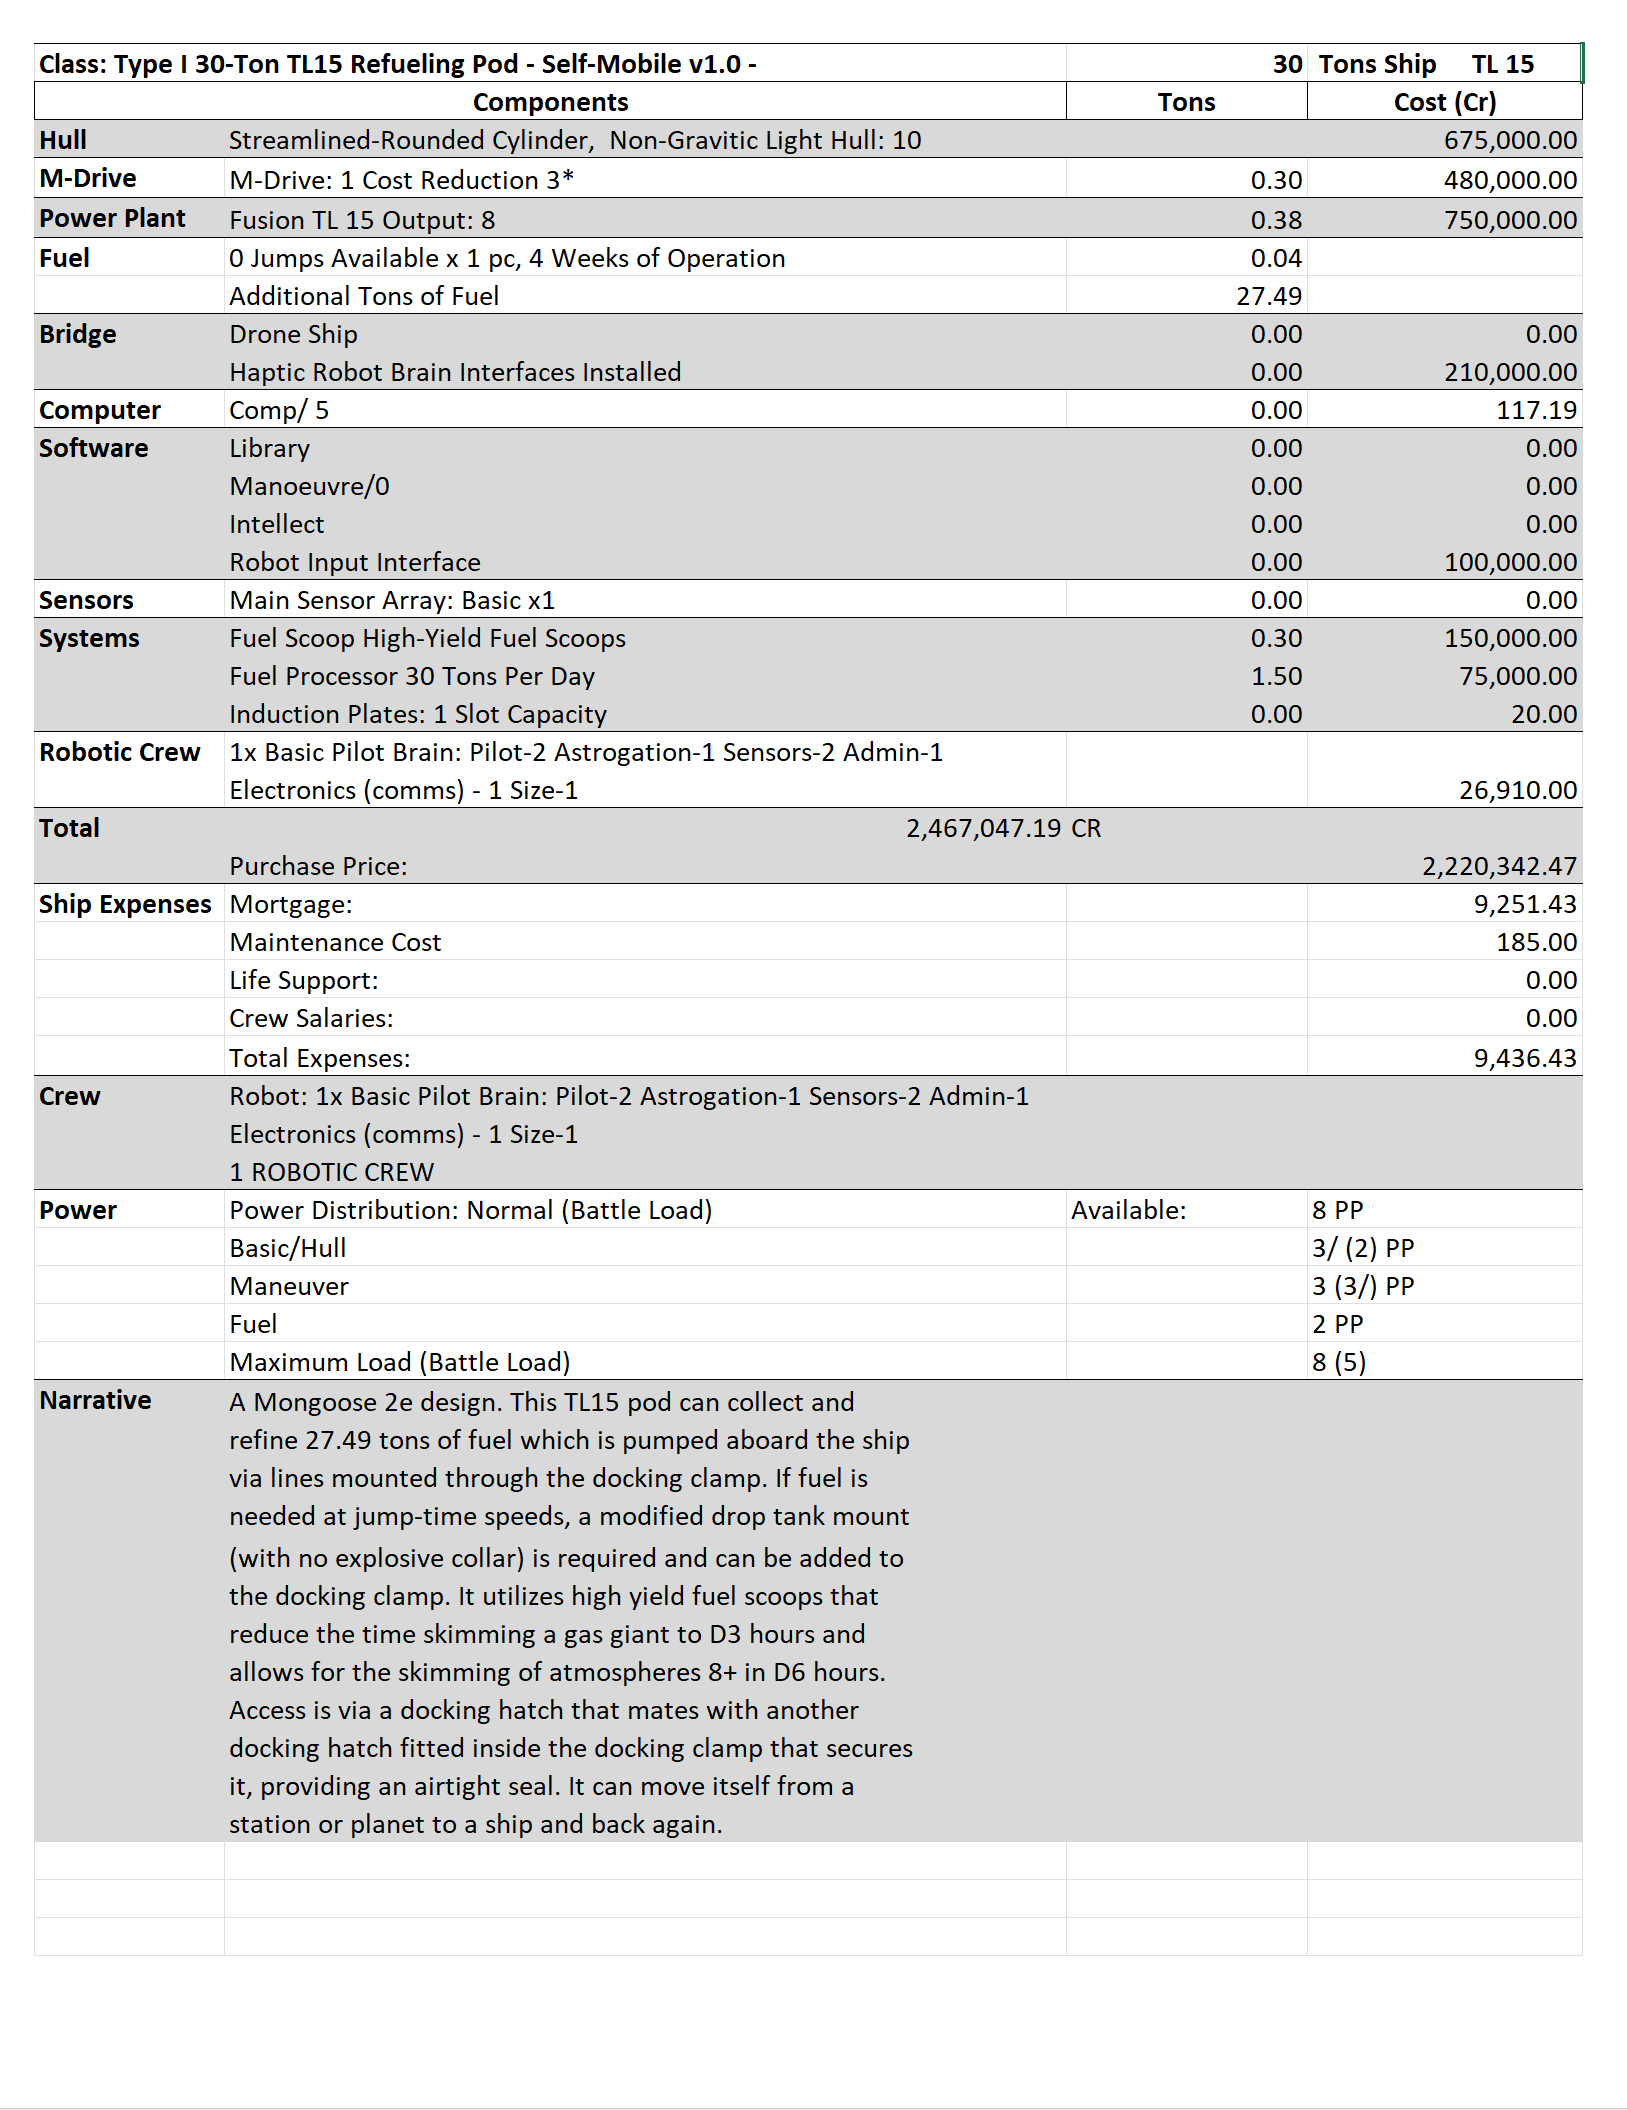 Class: Type I 30-Ton TL15 Refueling Pod - Self-Mobile v1.0 - 30 Tons Ship TL 15
Components Tons Cost (Cr)
Hull Streamlined-Rounded Cylinder, Non-Gravitic Light Hull: 10 675,000.00
M-Drive M-Drive: 1 Cost Reduction 3* 0.30 480,000.00
Power Plant Fusion TL 15 Output: 8 0.38 750,000.00
Fuel 0 Jumps Available x 1 pc, 4 Weeks of Operation 0.04
Additional Tons of Fuel 27.49
Bridge Drone Ship 0.00 0.00
Haptic Robot Brain Interfaces Installed 0.00 210,000.00
Computer Comp/ 5 0.00 117.19
Software Library 0.00 0.00
Manoeuvre/0 0.00 0.00
Intellect 0.00 0.00
Robot Input Interface 0.00 100,000.00
Sensors Main Sensor Array: Basic x1 0.00 0.00
Systems Fuel Scoop High-Yield Fuel Scoops 0.30 150,000.00
Fuel Processor 30 Tons Per Day 1.50 75,000.00
Induction Plates: 1 Slot Capacity 0.00 20.00
Robotic Crew 1x Basic Pilot Brain: Pilot-2 Astrogation-1 Sensors-2 Admin-1
Electronics (comms) - 1 Size-1 26,910.00
Total 2,467,047.19 CR
Purchase Price: 2,220,342.47
Ship Expenses Mortgage: 9,251.43
Maintenance Cost 185.00
Life Support: 0.00
Crew Salaries: 0.00
Total Expenses: 9,436.43
Crew Robot: 1x Basic Pilot Brain: Pilot-2 Astrogation-1 Sensors-2 Admin-1
Electronics (comms) - 1 Size-1
1 ROBOTIC CREW
Power Power Distribution: Normal (Battle Load) Available: 8 PP
Basic/Hull 3/ (2) PP
Maneuver 3 (3/) PP
Fuel 2 PP
Maximum Load (Battle Load) 8 (5)
Narrative A Mongoose 2e design. This TL15 pod can collect and
refine 27.49 tons of fuel which is pumped aboard the ship
via lines mounted through the docking clamp. If fuel is
needed at jump-time speeds, a modified drop tank mount
(with no explosive collar) is required and can be added to
the docking clamp. It utilizes high yield fuel scoops that
reduce the time skimming a gas giant to D3 hours and
allows for the skimming of atmospheres 8+ in D6 hours.
Access is via a docking hatch that mates with another
docking hatch fitted inside the docking clamp that secures
it, providing an airtight seal. It can move itself from a
station or planet to a ship and back again.